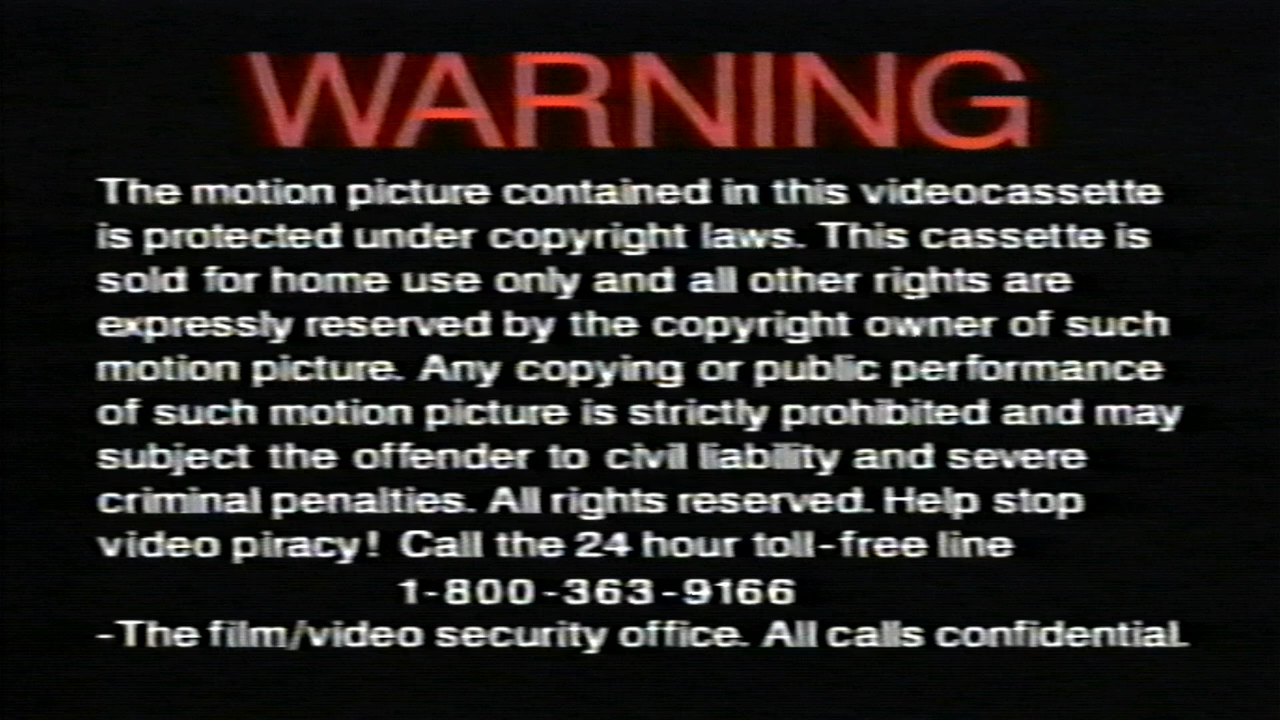 WARNING
The motion picture contained in this videocassette
is protected under copyright laws. This cassette is
sold for home use only and all other rights are
expressly reserved by the copyright owner of such
motion picture. Any copying or public performance
of such motion picture is strictly prohibited and may
subject the offender to civil liability and severe
criminal penalties. All rights reserved. Help stop
video piracy! Call the 24 hour toll-free line
1-800-363-9166
-The film/video security office. All calls confidential.